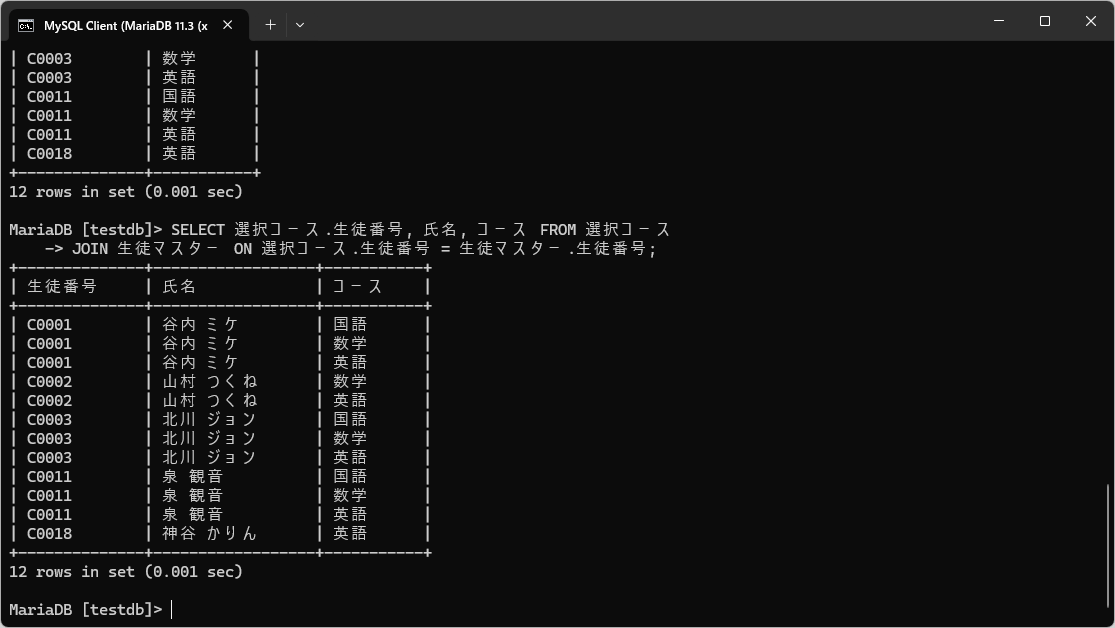 MySQL Client (MariaDB 11.3 (x
| C0003 | 数学 |
| C0003 | 英語 |
| C0011 | 国語 |
| C0011 | 数学 |
| C0011 | 英語 |
| C0018 | 英語 |
+--------------+-----------+
12 rows in set (0.001 sec)
MariaDB [testdb]> SELECT 選択コース.生徒番号, 氏名, コース FROM 選択コース
    -> JOIN 生徒マスター ON 選択コース.生徒番号 = 生徒マスター.生徒番号;
+--------------+------------------+-----------+
| 生徒番号 | 氏名 | コース |
+--------------+------------------+-----------+
| C0001 | 谷内 ミケ | 国語 |
| C0001 | 谷内 ミケ | 数学 |
| C0001 | 谷内 ミケ | 英語 |
| C0002 | 山村 つくね | 数学 |
| C0002 | 山村 つくね | 英語 |
| C0003 | 北川 ジョン | 国語 |
| C0003 | 北川 ジョン | 数学 |
| C0003 | 北川 ジョン | 英語 |
| C0011 | 泉 観音 | 国語 |
| C0011 | 泉 観音 | 数学 |
| C0011 | 泉 観音 | 英語 |
| C0018 | 神谷 かりん | 英語 |
+--------------+------------------+-----------+
12 rows in set (0.001 sec)
MariaDB [testdb]>